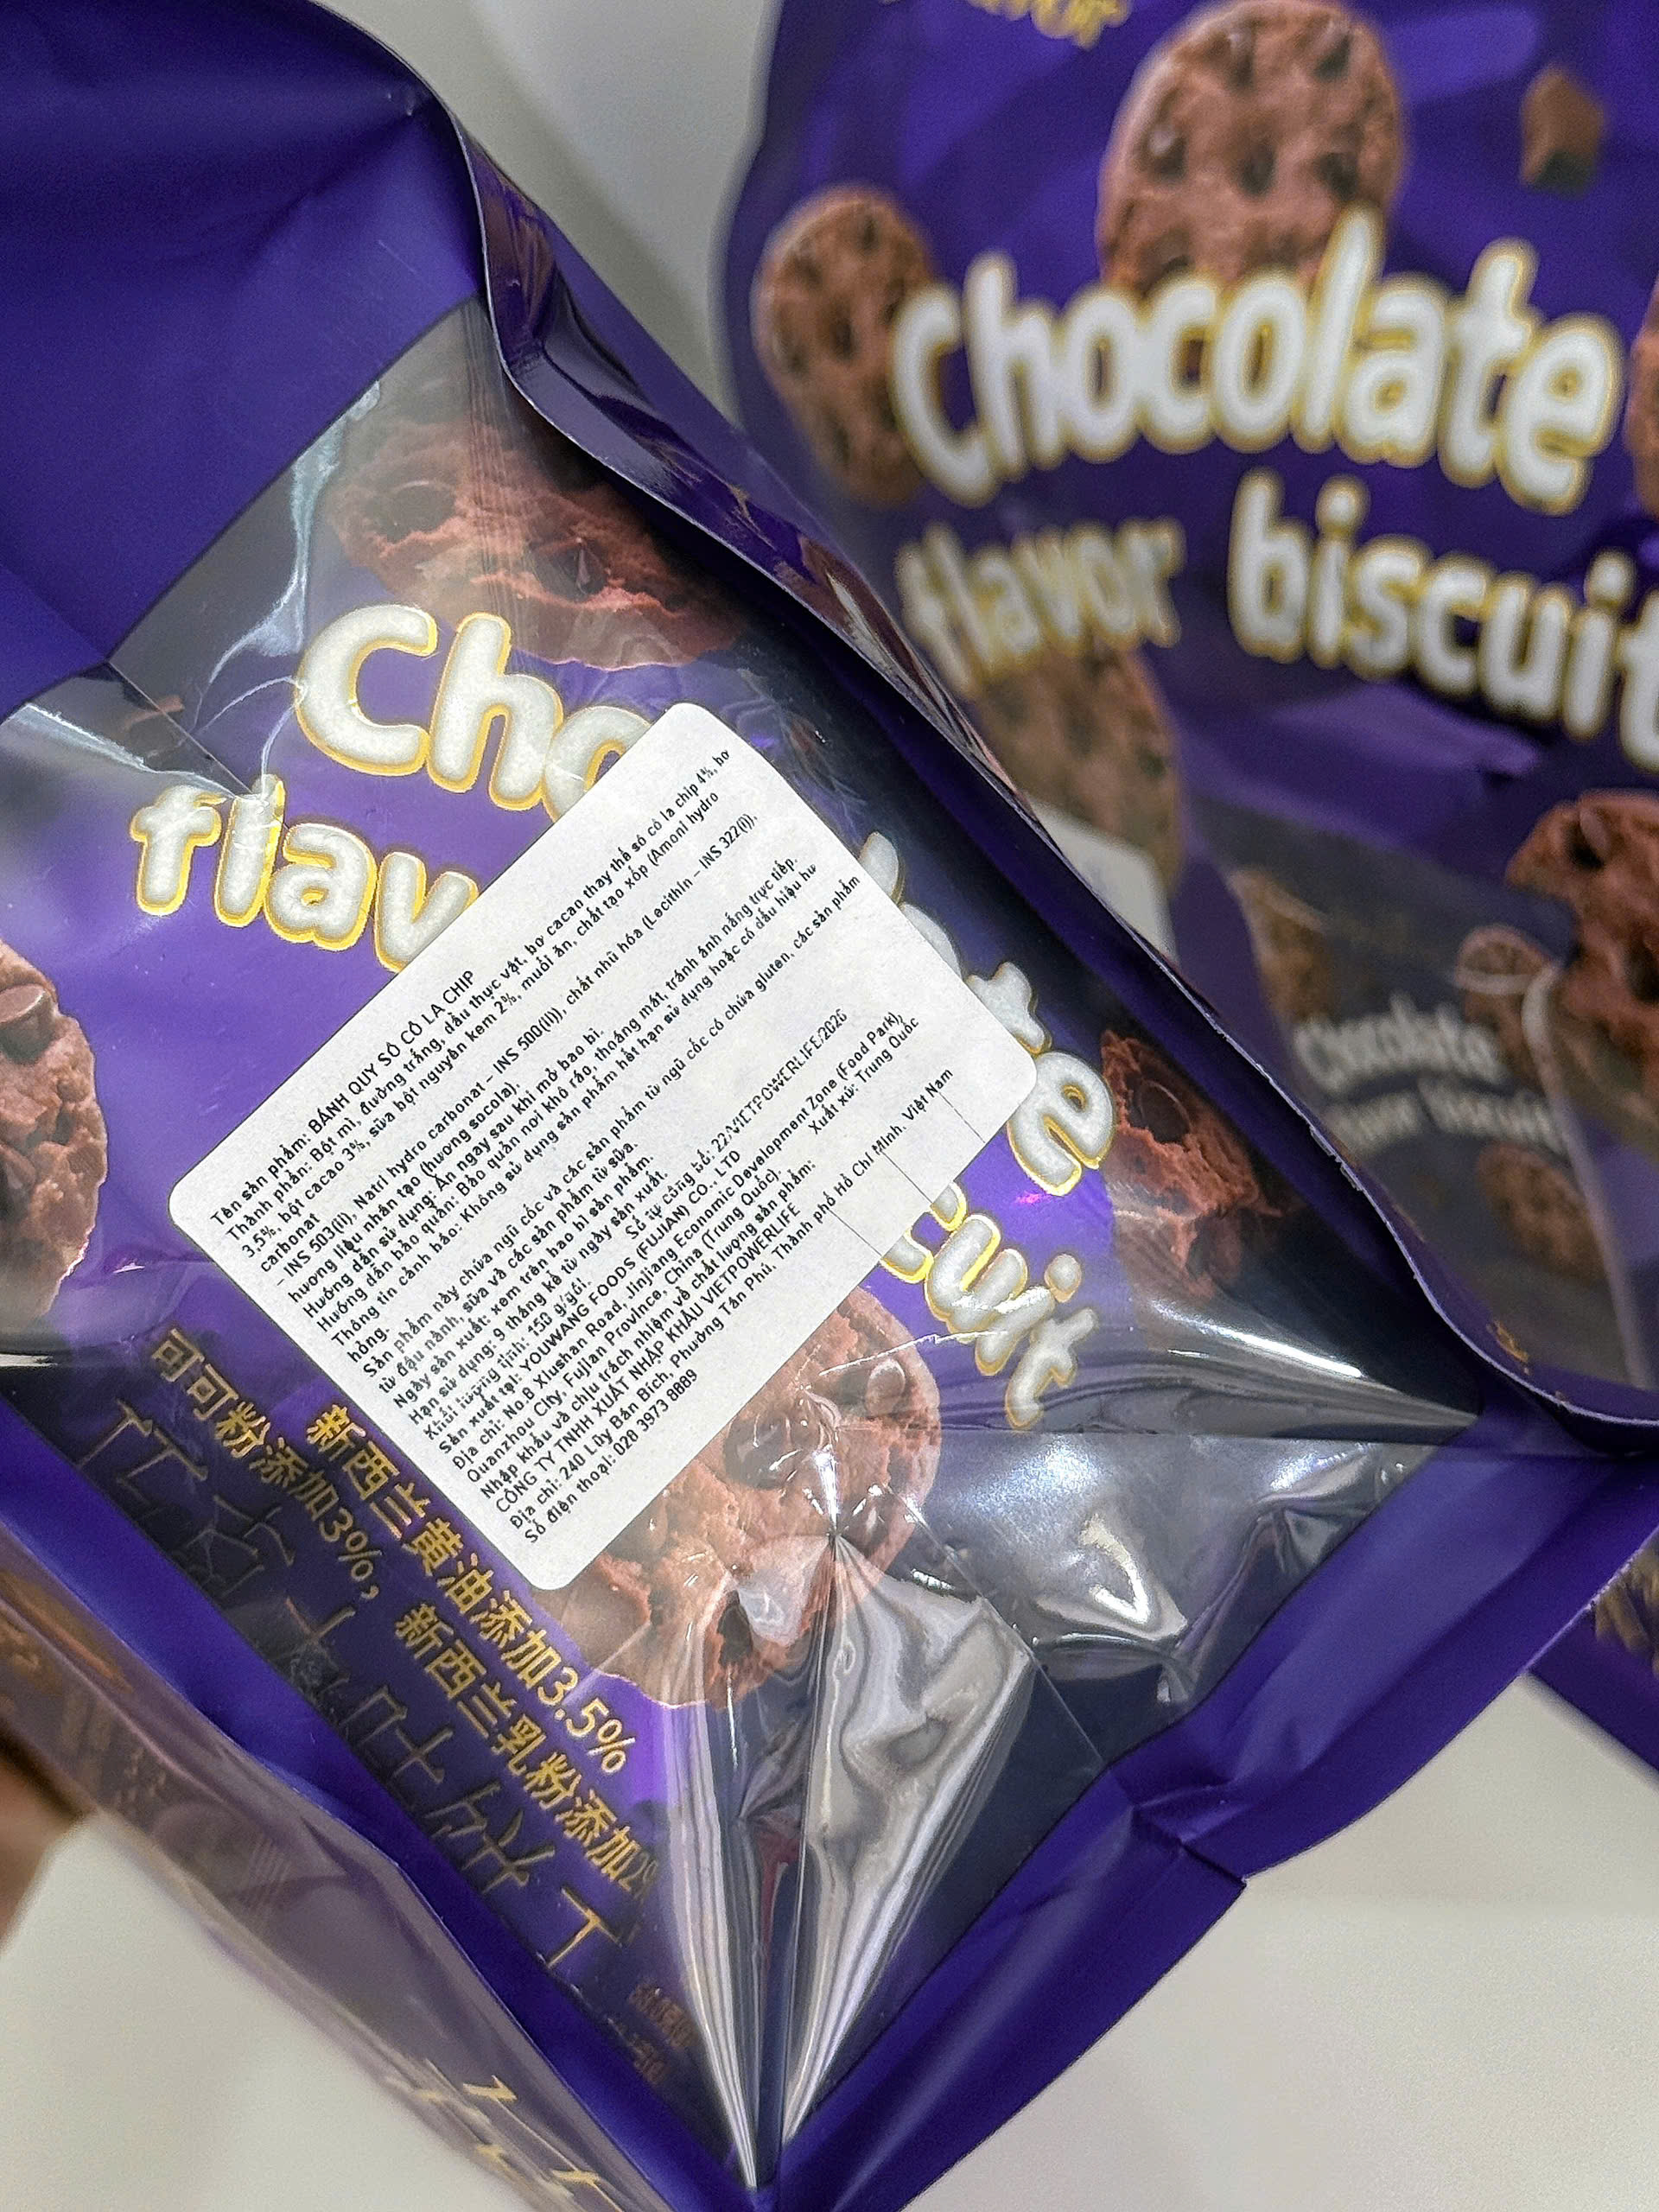 Chocolate
flavor biscuit
Cho
te
flav
cuit
Tên sản phẩm: BÁNH QUY SÔ CÔ LA CHIP
Thành phần: Bột mì, đường trắng, dầu thực vật, bơ cacao thay thế sô cô la chip 4%, bơ
3,5%, bột cacao 3%, sữa bột nguyên kem 2%, muối ăn, chất tạo xốp (Amoni hydro
carbonat
– INS 503(ii), Natri hydro carbonat – INS 500(ii)), chất nhũ hóa (Lecithin – INS 322(i)),
hương liệu nhân tạo (hương socola).
Hướng dẫn sử dụng: Ăn ngay sau khi mở bao bì.
Hướng dẫn bảo quản: Bảo quản nơi khô ráo, thoáng mát, tránh ánh nắng trực tiếp.
Thông tin cảnh báo: Không sử dụng sản phẩm hết hạn sử dụng hoặc có dấu hiệu hư
hỏng.
Sản phẩm này chứa ngũ cốc và các sản phẩm từ ngũ cốc có chứa gluten, các sản phẩm
từ đậu nành, sữa và các sản phẩm từ sữa.
Ngày sản xuất: xem trên bao bì sản phẩm.
Hạn sử dụng: 9 tháng kể từ ngày sản xuất.
Khối lượng tịnh: 150 g/gói. Số tự công bố: 22/VIETPOWERLIFE/2026
Sản xuất tại: YOUWANG FOODS (FUJIAN) CO., LTD
Địa chỉ: No.8 Xiushan Road, Jinjiang Economic Development Zone (Food Park),
Quanzhou City, Fujian Province, China (Trung Quốc). Xuất xứ: Trung Quốc
Nhập khẩu và chịu trách nhiệm về chất lượng sản phẩm:
CÔNG TY TNHH XUẤT NHẬP KHẨU VIETPOWERLIFE
Địa chỉ: 240 Lũy Bán Bích, Phường Tân Phú, Thành phố Hồ Chí Minh, Việt Nam
Số điện thoại: 028 3973 8889
新西兰黄油添加3.5%
可可粉添加3%，新西兰乳粉添加2%
Chocolate
flavor biscuit